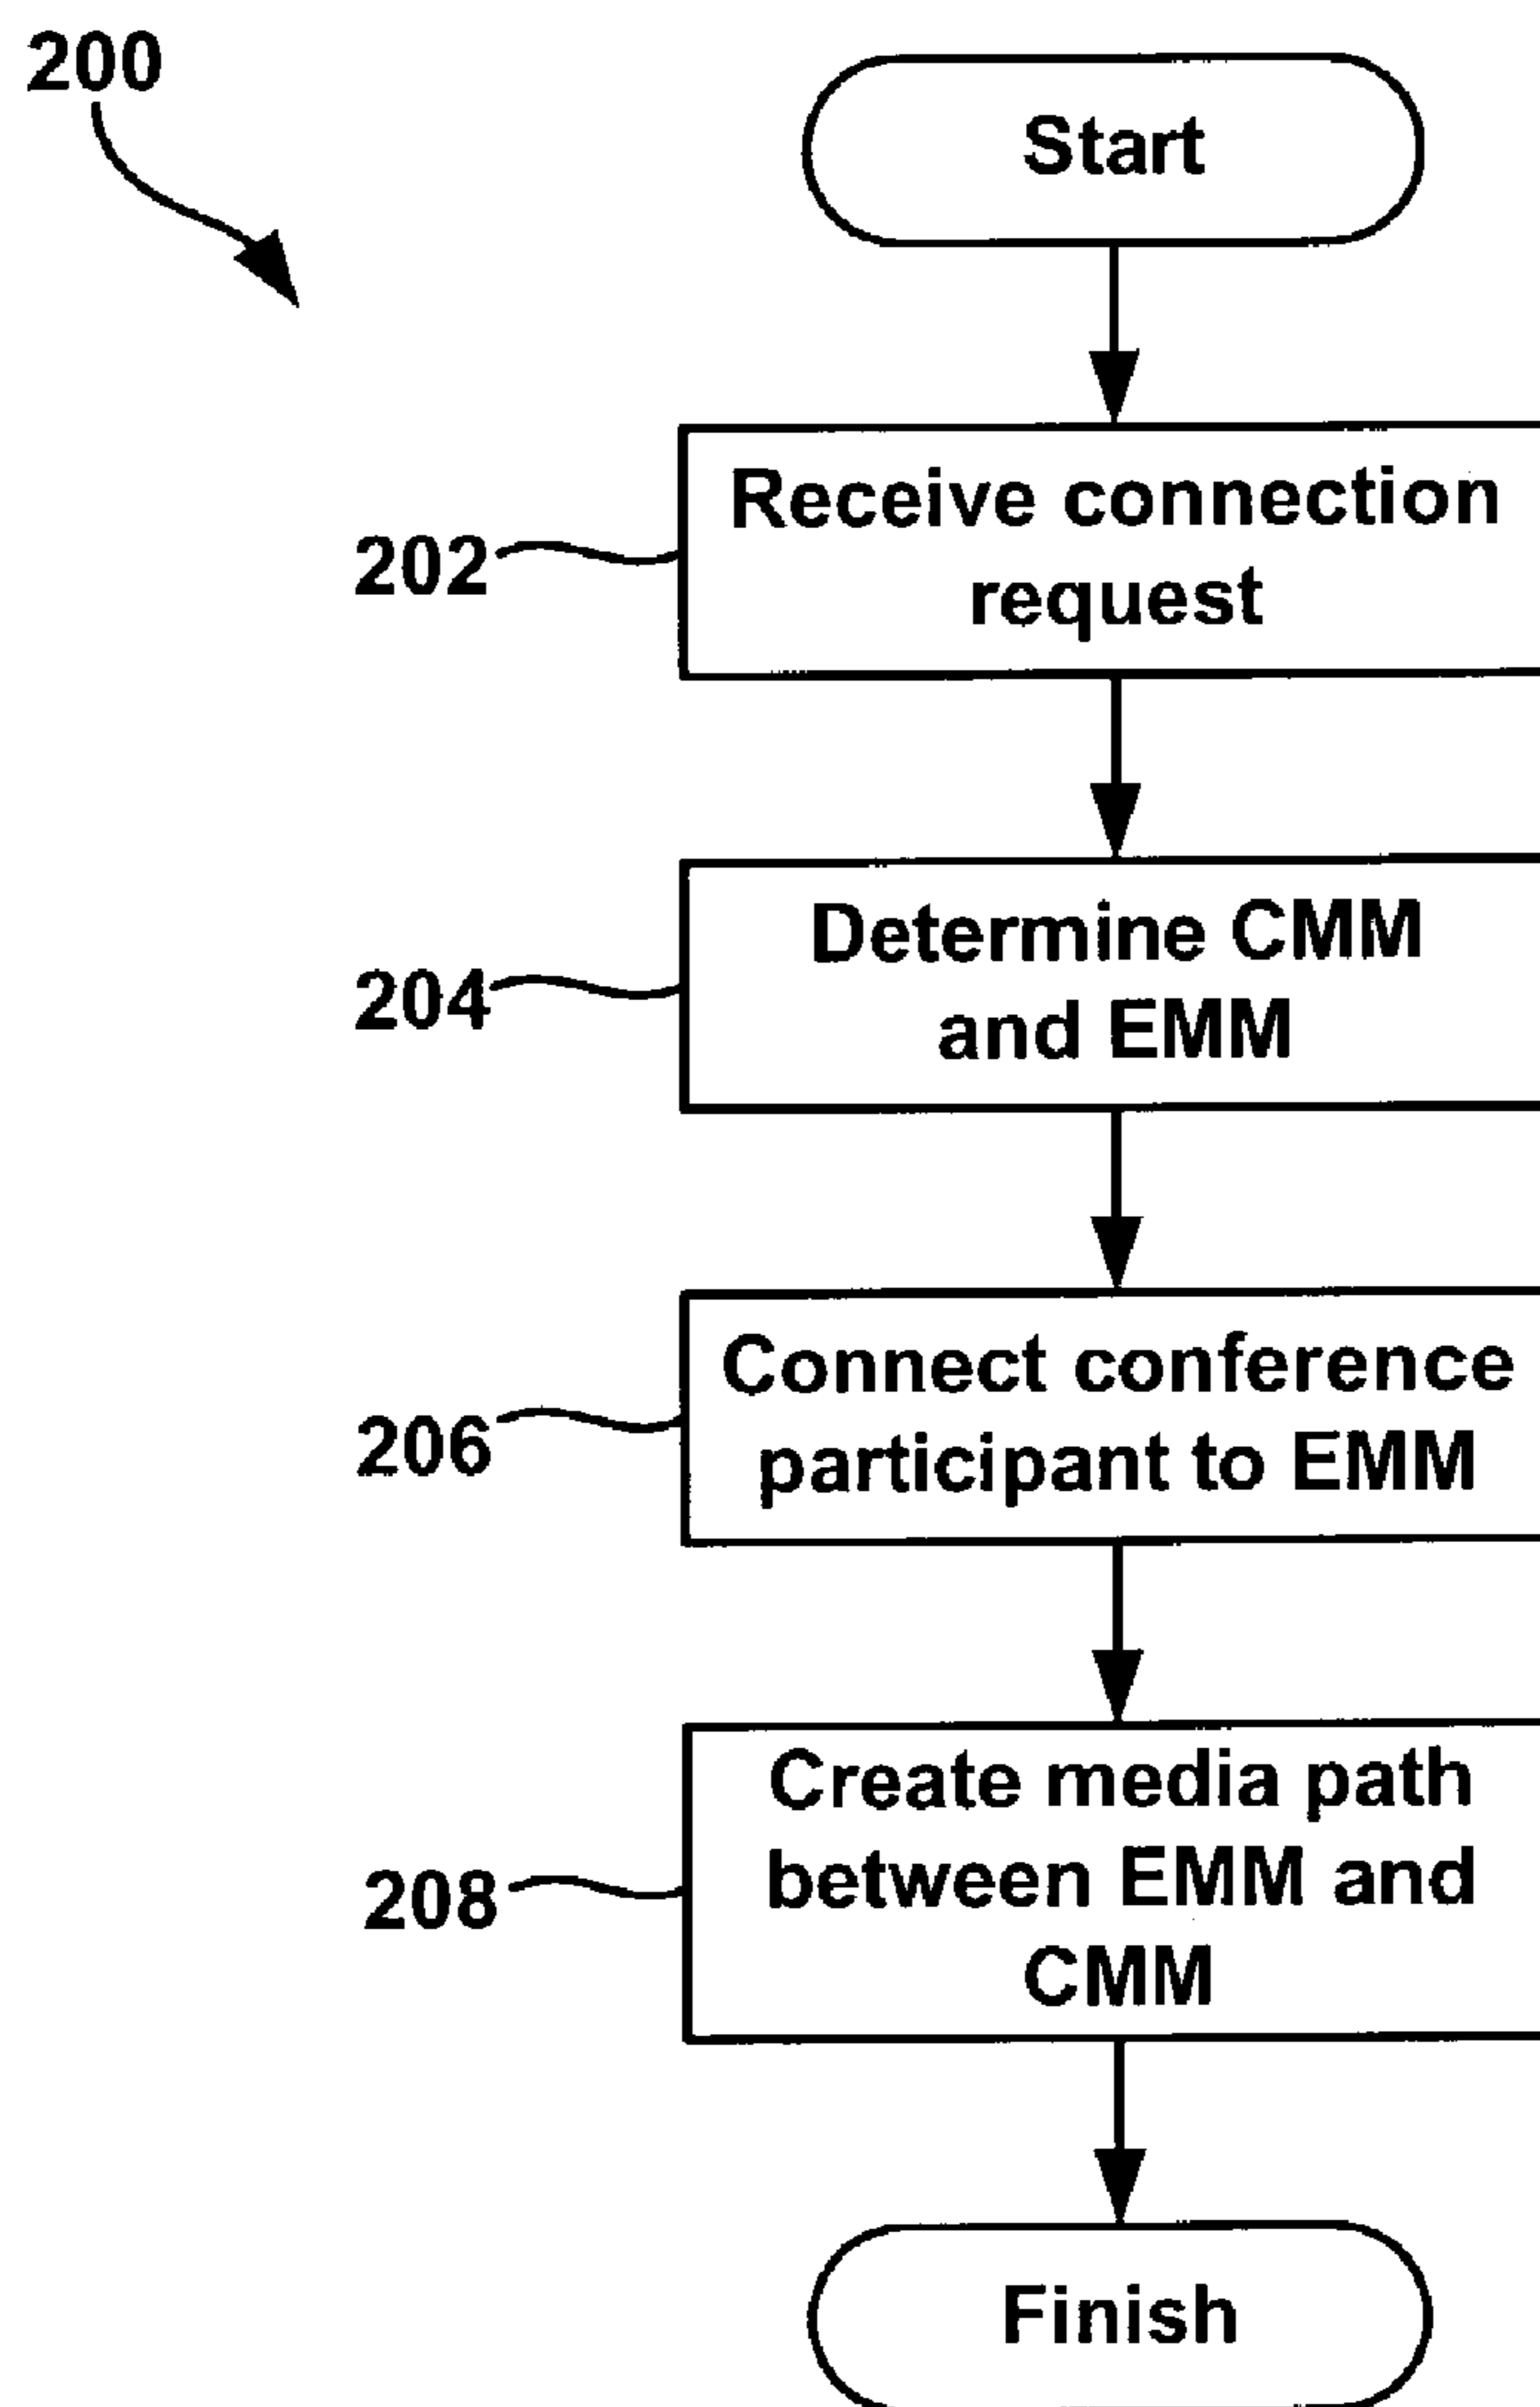 200
Start
Receive connection
request
202
Determine CMM
and EMM
204
Connect conference
participant to EMM
206
Create media path
between EMM and
CMM
208
Finish